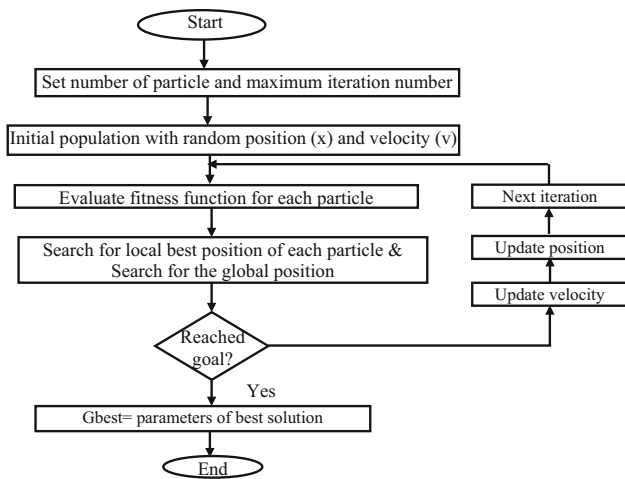 Start
Set number of particle and maximum iteration number
Initial population with random position (x) and velocity (v)
Evaluate fitness function for each particle
Next iteration
Search for local best position of each particle &
Search for the global position
Update position
Update velocity
Reached
goal?
Yes
Gbest= parameters of best solution
End